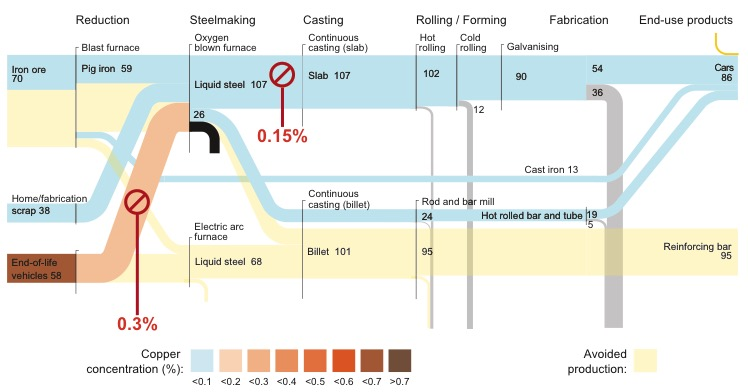 Reduction
Steelmaking
Casting
Rolling / Forming
Fabrication
End-use products
Blast furnace
Oxygen
blown furnace
Continuous
casting (slab)
Hot
rolling
Cold
rolling
Galvanising
Iron ore
70
Pig iron 59
Liquid steel 107
Slab 107
102
90
54
Cars
86
36
26
12
0.15%
Cast iron 13
Home/fabrication
scrap 38
Continuous
casting (billet)
Rod and bar mill
24
Hot rolled bar and tube
19
5
Electric arc
furnace
End-of-life
vehicles 58
Liquid steel 68
Billet 101
95
Reinforcing bar
95
0.3%
Copper
concentration (%):
<0.1
<0.2
<0.3
<0.4
<0.5
<0.6
<0.7
>0.7
Avoided
production: